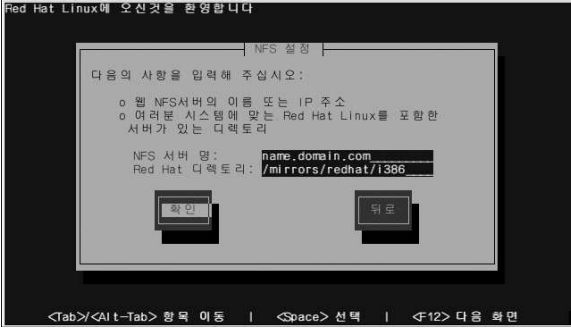 Red Hat Linux에 오신것을 환영합니다
NFS 설정
다음의 사항을 입력해 주십시오:
o 웹 NFS서버의 이름 또는 IP 주소
o 여러분 시스템에 맞는 Red Hat Linux를 포함한
서버가 있는 디렉토리
NFS 서버 명: name.domain.com
Red Hat 디렉토리: /mirrors/redhat/i386
확인 뒤로
<Tab>/<Alt-Tab> 항목 이동 | <Space> 선택 | <F12> 다음 화면